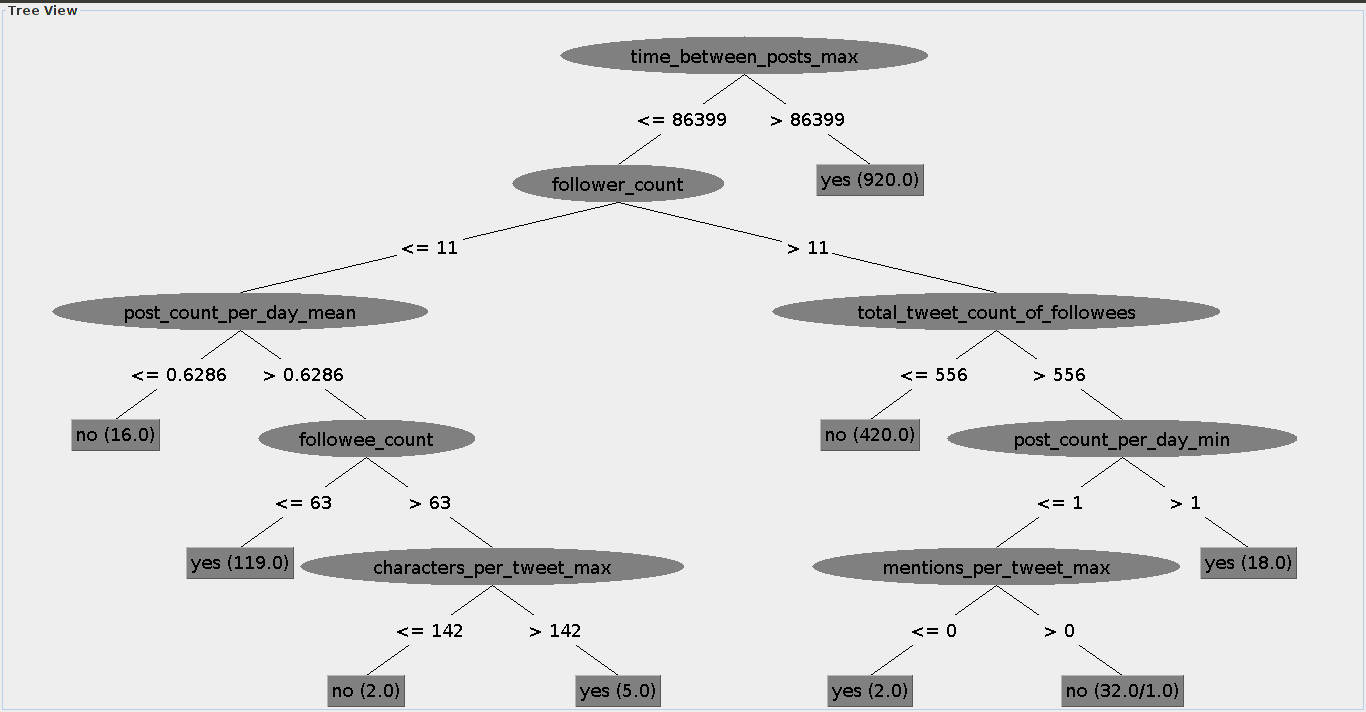 Tree View
time_between_posts_max
<= 86399
> 86399
follower_count
yes (920.0)
<= 11
> 11
post_count_per_day_mean
total_tweet_count_of_followees
<= 0.6286
> 0.6286
<= 556
> 556
no (16.0)
followee_count
no (420.0)
post_count_per_day_min
<= 63
> 63
<= 1
> 1
yes (119.0)
characters_per_tweet_max
mentions_per_tweet_max
yes (18.0)
<= 142
> 142
<= 0
> 0
no (2.0)
yes (5.0)
yes (2.0)
no (32.0/1.0)